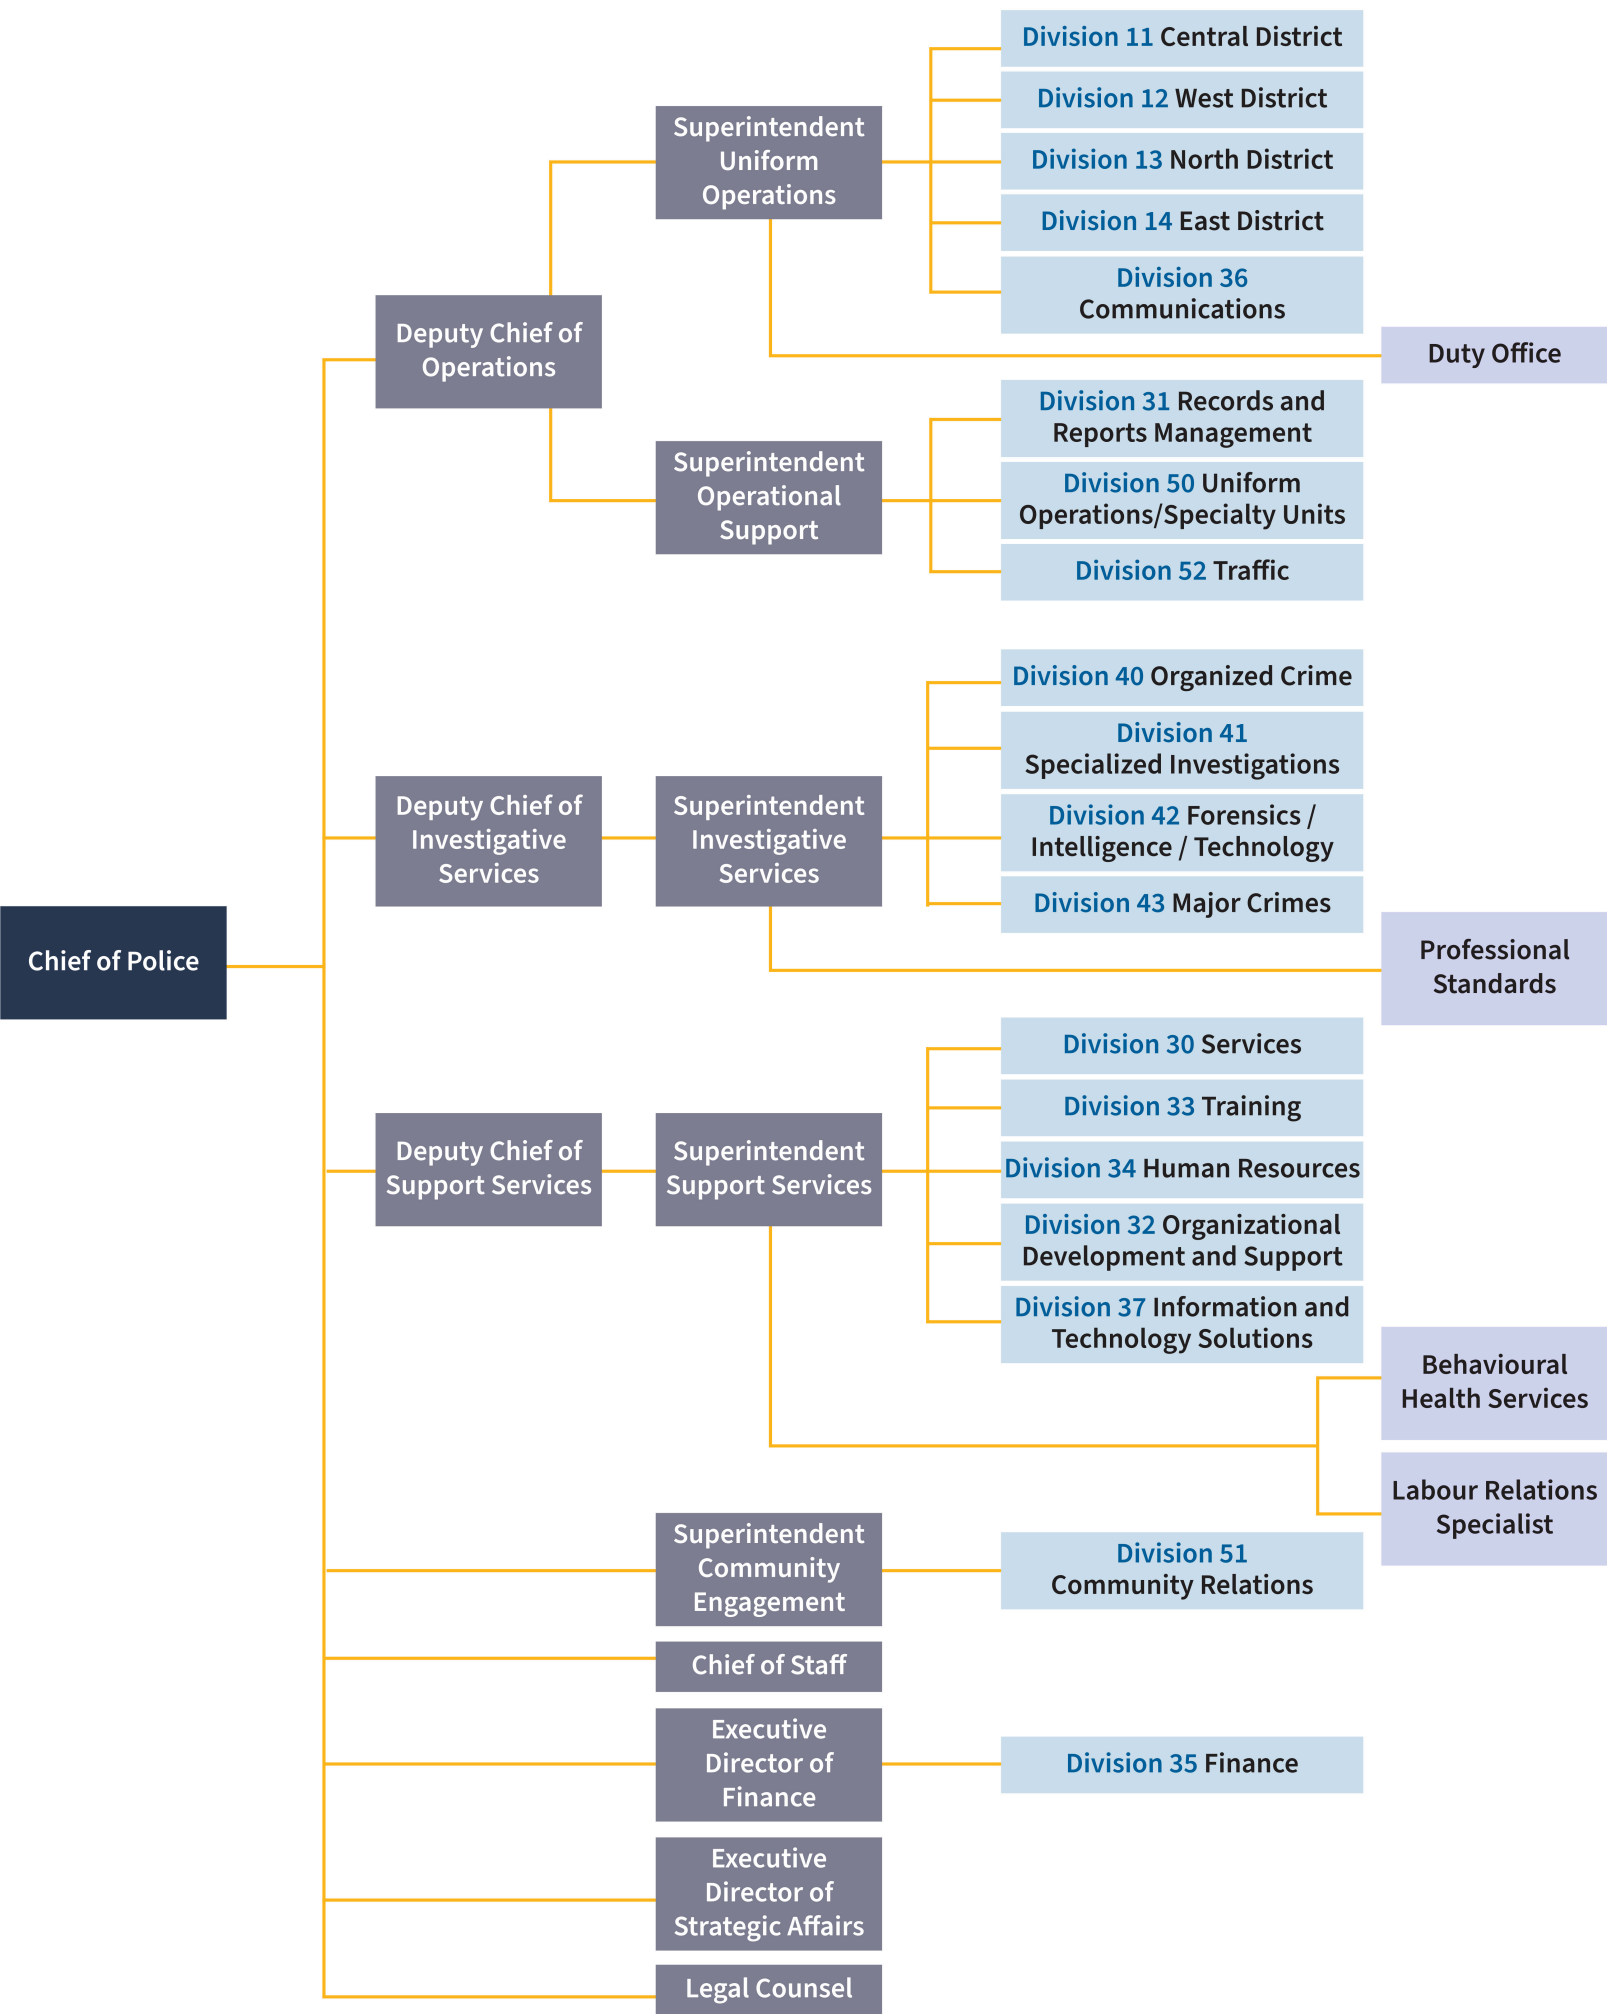 Chief of Police
Deputy Chief of
Operations
Superintendent
Uniform
Operations
Division 11 Central District
Division 12 West District
Division 13 North District
Division 14 East District
Division 36
Communications
Duty Office
Superintendent
Operational
Support
Division 31 Records and
Reports Management
Division 50 Uniform
Operations/Specialty Units
Division 52 Traffic
Deputy Chief of
Investigative
Services
Superintendent
Investigative
Services
Division 40 Organized Crime
Division 41
Specialized Investigations
Division 42 Forensics /
Intelligence / Technology
Division 43 Major Crimes
Professional
Standards
Deputy Chief of
Support Services
Superintendent
Support Services
Division 30 Services
Division 33 Training
Division 34 Human Resources
Division 32 Organizational
Development and Support
Division 37 Information and
Technology Solutions
Behavioural
Health Services
Labour Relations
Specialist
Superintendent
Community
Engagement
Division 51
Community Relations
Chief of Staff
Executive
Director of
Finance
Division 35 Finance
Executive
Director of
Strategic Affairs
Legal Counsel